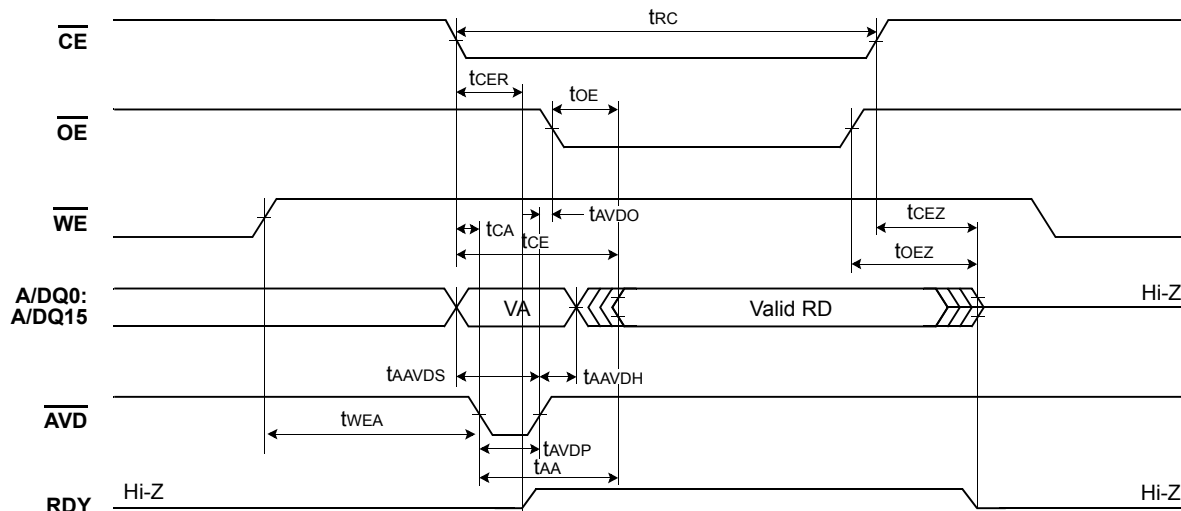 CE
tRC
tCER
tOE
OE
WE
tAVDO
tCA
tCE
tCEZ
tOEZ
A/DQ0:
A/DQ15
VA
Valid RD
Hi-Z
tAAVDS
tAAVDH
AVD
tWEA
tAVDP
tAA
RDY
Hi-Z
Hi-Z